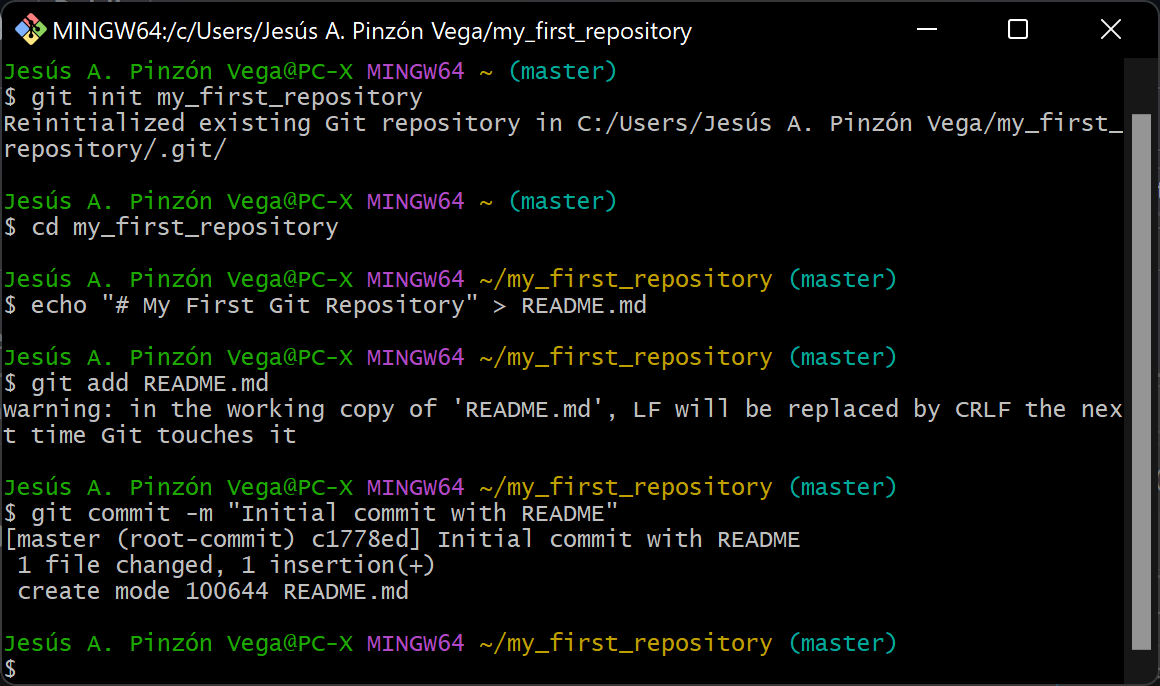 MINGW64:/c/Users/Jesús A. Pinzón Vega/my_first_repository
Jesús A. Pinzón Vega@PC-X MINGW64 ~ (master)
$ git init my_first_repository
Reinitialized existing Git repository in C:/Users/Jesús A. Pinzón Vega/my_first_
repository/.git/
Jesús A. Pinzón Vega@PC-X MINGW64 ~ (master)
$ cd my_first_repository
Jesús A. Pinzón Vega@PC-X MINGW64 ~/my_first_repository (master)
$ echo "# My First Git Repository" > README.md
Jesús A. Pinzón Vega@PC-X MINGW64 ~/my_first_repository (master)
$ git add README.md
warning: in the working copy of 'README.md', LF will be replaced by CRLF the nex
t time Git touches it
Jesús A. Pinzón Vega@PC-X MINGW64 ~/my_first_repository (master)
$ git commit -m "Initial commit with README"
[master (root-commit) c1778ed] Initial commit with README
 1 file changed, 1 insertion(+)
 create mode 100644 README.md
Jesús A. Pinzón Vega@PC-X MINGW64 ~/my_first_repository (master)
$